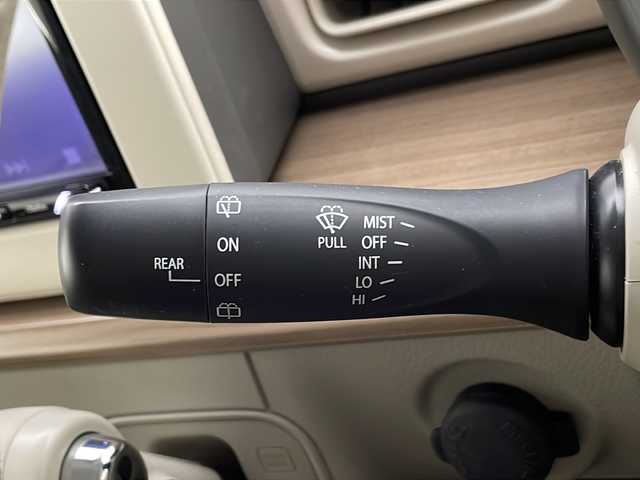 ON
REAR
OFF
PULL
MIST
OFF
INT
LO
HI